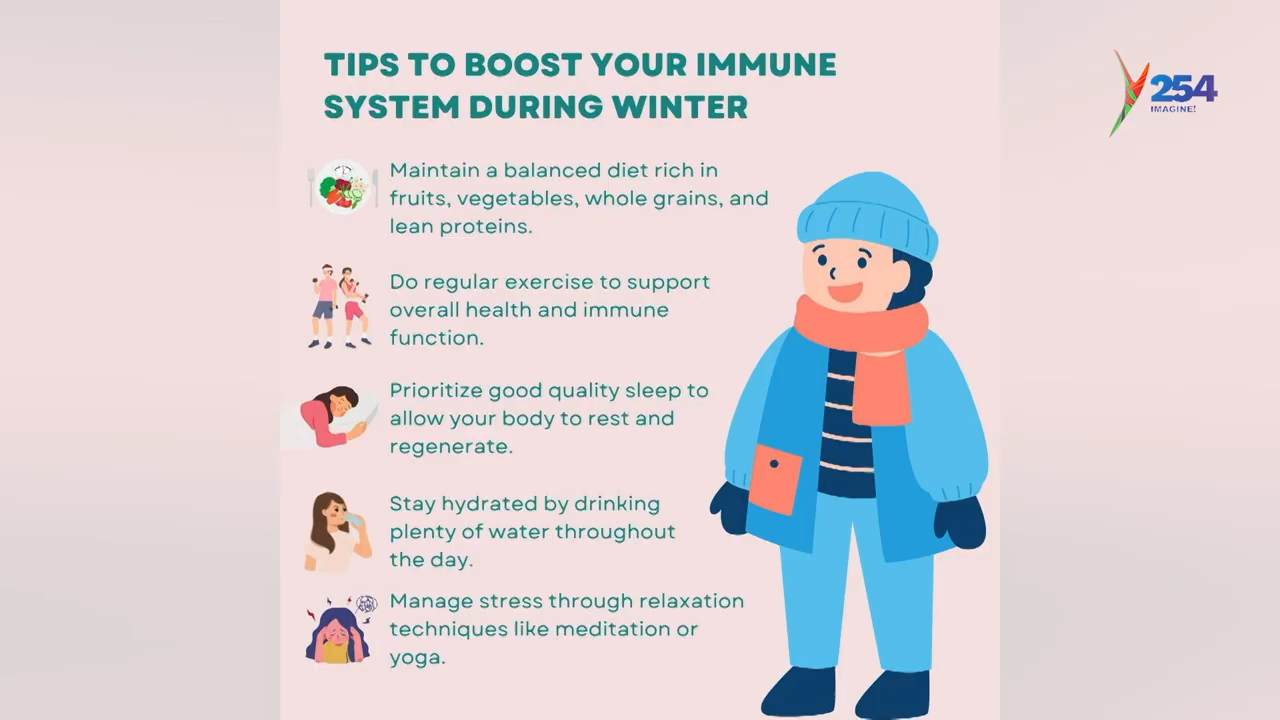 TIPS TO BOOST YOUR IMMUNE
SYSTEM DURING WINTER
254
IMAGINE!
Maintain a balanced diet rich in
fruits, vegetables, whole grains, and
lean proteins.
Do regular exercise to support
overall health and immune
function.
Prioritize good quality sleep to
allow your body to rest and
regenerate.
Stay hydrated by drinking
plenty of water throughout
the day.
Manage stress through relaxation
techniques like meditation or
yoga.